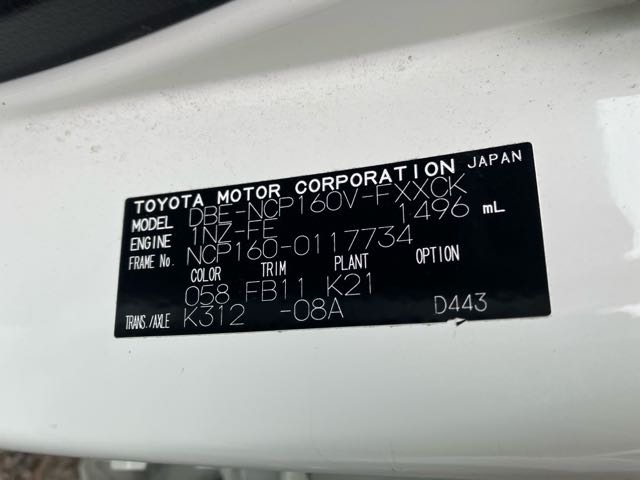 TOYOTA MOTOR CORPORATION JAPAN
MODEL DBE-NCP160V-FXXCK
ENGINE 1NZ-FE 1496 mL
FRAME No. NCP160-0117734
COLOR TRIM PLANT OPTION
058 FB11 K21
TRANS./AXLE K312 -08A D443